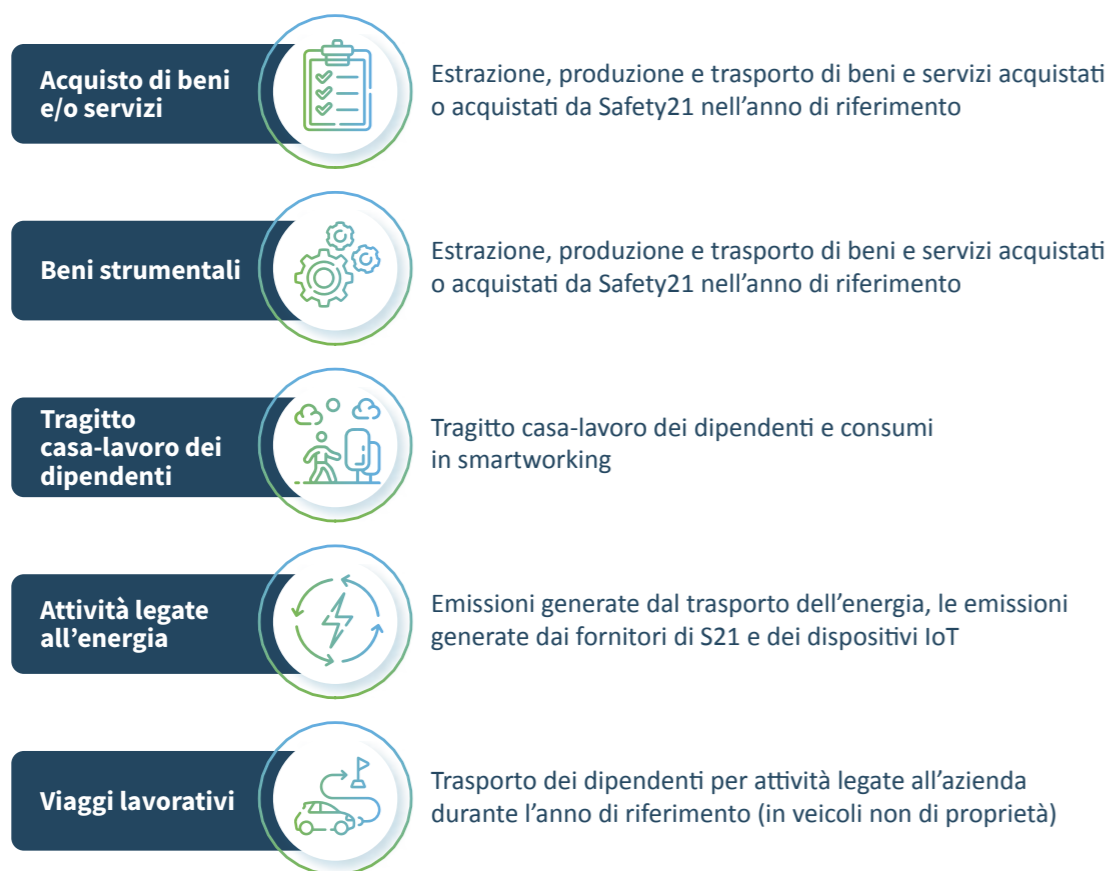 Acquisto di beni
e/o servizi
Estrazione, produzione e trasporto di beni e servizi acquistati
o acquistati da Safety21 nell’anno di riferimento
Beni strumentali
Estrazione, produzione e trasporto di beni e servizi acquistati
o acquistati da Safety21 nell’anno di riferimento
Tragitto
casa-lavoro dei
dipendenti
Tragitto casa-lavoro dei dipendenti e consumi
in smartworking
Attività legate
all’energia
Emissioni generate dal trasporto dell’energia, le emissioni
generate dai fornitori di S21 e dei dispositivi IoT
Viaggi lavorativi
Trasporto dei dipendenti per attività legate all’azienda
durante l’anno di riferimento (in veicoli non di proprietà)